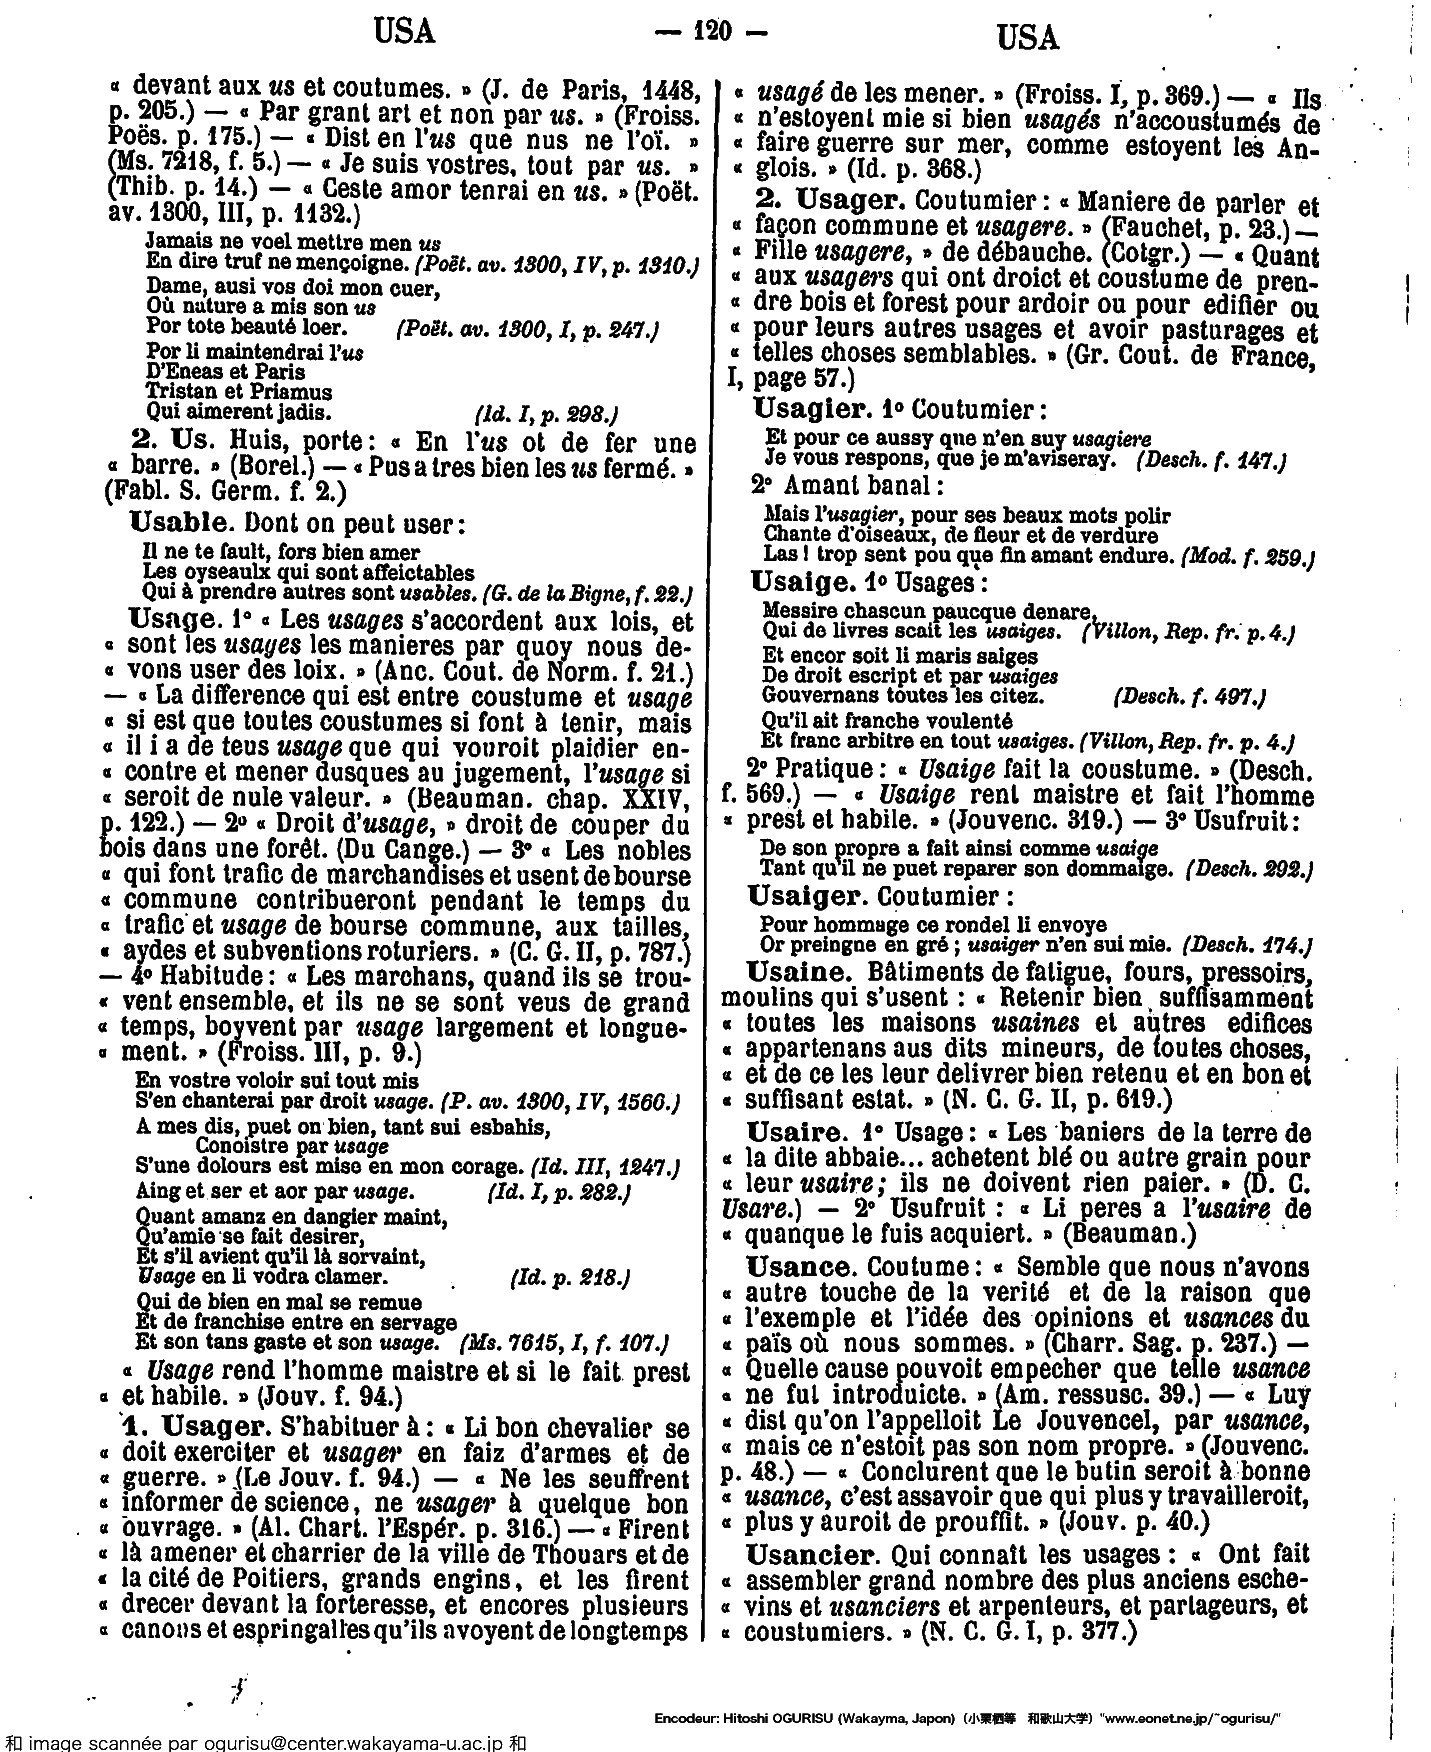 USA — 120 — USA
« devant aux us et coutumes. » (J. de Paris, 1448,
p. 205.) — « Par grant art et non par us. » (Froiss.
Poës. p. 175.) — « Dist en l'us que nus ne l'oï. »
(Ms. 7218, f. 5.) — « Je suis vostres, tout par us. »
(Thib. p. 14.) — « Ceste amor tenrai en us. » (Poët.
av. 1300, III, p. 1132.)
Jamais ne voel mettre men us
En dire truf ne mençoigne. (Poët. av. 1300, IV, p. 1310.)
Dame, ausi vos doi mon cuer,
Où nature a mis son us
Por tote beauté loer. (Poët. av. 1300, I, p. 247.)
Por li maintendrai l'us
D'Eneas et Paris
Tristan et Priamus
Qui aimerent jadis. (Id. I, p. 298.)
2. Us. Huis, porte : « En l'us ot de fer une
« barre. » (Borel.) — « Pus a tres bien les us fermé. »
(Fabl. S. Germ. f. 2.)
Usable. Dont on peut user :
Il ne te fault, fors bien amer
Les oyseaulx qui sont affeictables
Qui à prendre autres sont usables. (G. de la Bigne, f. 22.)
Usage. 1° « Les usages s'accordent aux lois, et
« sont les usages les manieres par quoy nous de-
« vons user des loix. » (Anc. Cout. de Norm. f. 21.)
— « La difference qui est entre coustume et usage
« si est que toutes coustumes si font à tenir, mais
« il i a de teus usage que qui vouroit plaidier en-
« contre et mener dusques au jugement, l'usage si
« seroit de nule valeur. » (Beauman. chap. XXIV,
p. 122.) — 2° « Droit d'usage, » droit de couper du
bois dans une forêt. (Du Cange.) — 3° « Les nobles
« qui font trafic de marchandises et usent de bourse
« commune contribueront pendant le temps du
« trafic et usage de bourse commune, aux tailles,
« aydes et subventions roturiers. » (C. G. II, p. 787.)
— 4° Habitude : « Les marchans, quand ils se trou-
« vent ensemble, et ils ne se sont veus de grand
« temps, boyvent par usage largement et longue-
« ment. » (Froiss. III, p. 9.)
En vostre voloir sui tout mis
S'en chanterai par droit usage. (P. av. 1300, IV, 1566.)
A mes dis, puet on bien, tant sui esbahis,
Conoistre par usage
S'une dolours est mise en mon corage. (Id. III, 1247.)
Aing et ser et aor par usage. (Id. I, p. 282.)
Quant amanz en dangier maint,
Qu'amie se fait desirer,
Et s'il avient qu'il là sorvaint,
Usage en li vodra clamer. (Id. p. 218.)
Qui de bien en mal se remue
Et de franchise entre en servage
Et son tans gaste et son usage. (Ms. 7615, I, f. 107.)
« Usage rend l'homme maistre et si le fait prest
« et habile. » (Jouv. f. 94.)
1. Usager. S'habituer à : « Li bon chevalier se
« doit exerciter et usager en faiz d'armes et de
« guerre. » (Le Jouv. f. 94.) — « Ne les seuffrent
« informer de science, ne usager à quelque bon
« ouvrage. » (Al. Chart. l'Espér. p. 316.) — « Firent
« là amener et charrier de la ville de Thouars et de
« la cité de Poitiers, grands engins, et les firent
« drecer devant la forteresse, et encores plusieurs
« canons et espringalles qu'ils avoyent de longtemps
« usagé de les mener. » (Froiss. I, p. 369.) — « Ils
« n'estoyent mie si bien usagés n'accoustumés de
« faire guerre sur mer, comme estoyent les An-
« glois. » (Id. p. 368.)
2. Usager. Coutumier : « Maniere de parler et
« façon commune et usagere. » (Fauchet, p. 23.) —
« Fille usagere, » de débauche. (Cotgr.) — « Quant
« aux usagers qui ont droict et coustume de pren-
« dre bois et forest pour ardoir ou pour edifier ou
« pour leurs autres usages et avoir pasturages et
« telles choses semblables. » (Gr. Cout. de France,
I, page 57.)
Usagier. 1° Coutumier :
Et pour ce aussy que n'en suy usagiere
Je vous respons, que je m'aviseray. (Desch. f. 147.)
2° Amant banal :
Mais l'usagier, pour ses beaux mots polir
Chante d'oiseaux, de fleur et de verdure
Las ! trop sent pou que fin amant endure. (Mod. f. 259.)
Usaige. 1° Usages :
Messire chascun paucque denare,
Qui de livres scait les usaiges. (Villon, Rep. fr. p. 4.)
Et encor soit li maris saiges
De droit escript et par usaiges
Gouvernans toutes les citez. (Desch. f. 497.)
Qu'il ait franche voulenté
Et franc arbitre en tout usaiges. (Villon, Rep. fr. p. 4.)
2° Pratique : « Usaige fait la coustume. » (Desch.
f. 569.) — « Usaige rent maistre et fait l'homme
« prest et habile. » (Jouvenc. 319.) — 3° Usufruit :
De son propre a fait ainsi comme usaige
Tant qu'il ne puet reparer son dommaige. (Desch. 292.)
Usaiger. Coutumier :
Pour hommage ce rondel li envoye
Or preingne en gré ; usaiger n'en sui mie. (Desch. 174.)
Usaine. Bâtiments de fatigue, fours, pressoirs,
moulins qui s'usent : « Retenir bien suffisamment
« toutes les maisons usaines et autres edifices
« appartenans aus dits mineurs, de toutes choses,
« et de ce les leur delivrer bien retenu et en bon et
« suffisant estat. » (N. C. G. II, p. 619.)
Usaire. 1° Usage : « Les baniers de la terre de
« la dite abbaie... achetent blé ou autre grain pour
« leur usaire ; ils ne doivent rien paier. » (D. C.
Usare.) — 2° Usufruit : « Li peres a l'usaire de
« quanque le fuis acquiert. » (Beauman.)
Usance. Coutume : « Semble que nous n'avons
« autre touche de la verité et de la raison que
« l'exemple et l'idée des opinions et usances du
« païs où nous sommes. » (Charr. Sag. p. 237.) —
« Quelle cause pouvoit empecher que telle usance
« ne fut introduicte. » (Am. ressusc. 39.) — « Luy
« dist qu'on l'appelloit Le Jouvencel, par usance,
« mais ce n'estoit pas son nom propre. » (Jouvenc.
p. 48.) — « Conclurent que le butin seroit à bonne
« usance, c'est assavoir que qui plus y travailleroit,
« plus y auroit de prouffit. » (Jouv. p. 40.)
Usancier. Qui connaît les usages : « Ont fait
« assembler grand nombre des plus anciens esche-
« vins et usanciers et arpenteurs, et partageurs, et
« coustumiers. » (N. C. G. I, p. 377.)
Encodeur: Hitoshi OGURISU (Wakayma, Japon) (小栗栖等 和歌山大学) "www.eonet.ne.jp/~ogurisu/"
和 image scannée par ogurisu@center.wakayama-u.ac.jp 和